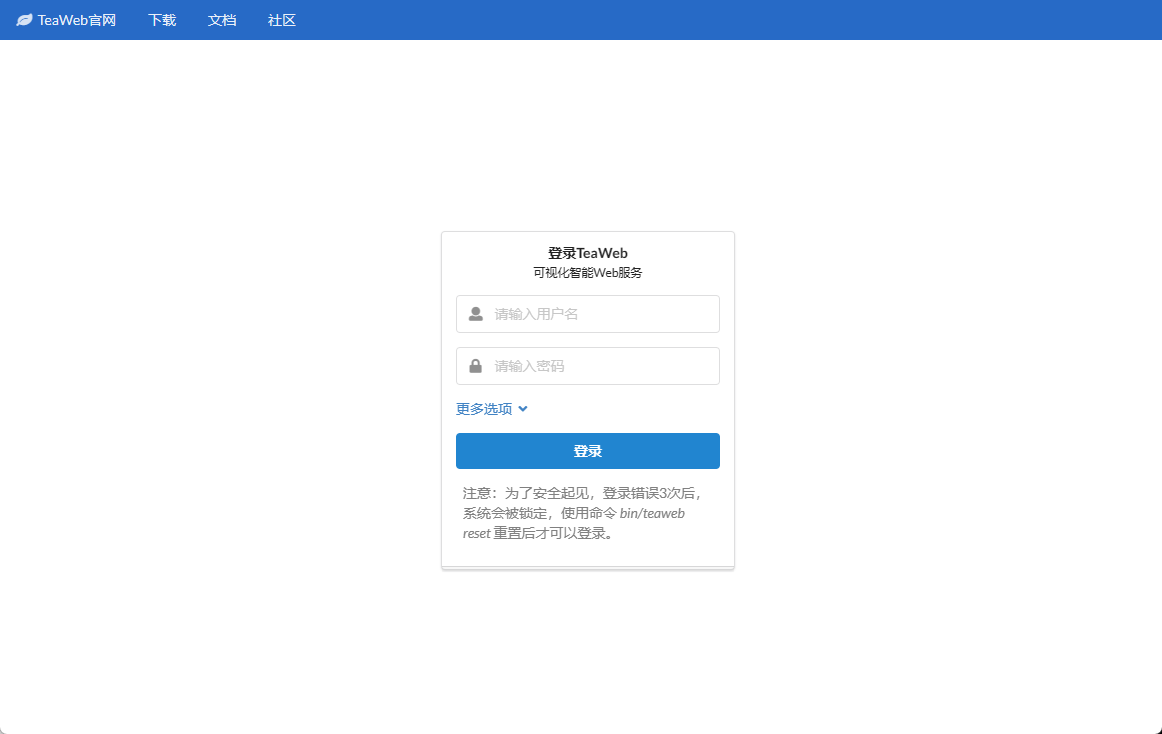 TeaWeb官网 下载 文档 社区
登录TeaWeb
可视化智能Web服务
请输入用户名
请输入密码
更多选项
登录
注意：为了安全起见，登录错误3次后，
系统会被锁定，使用命令 bin/teaweb
reset 重置后才可以登录。